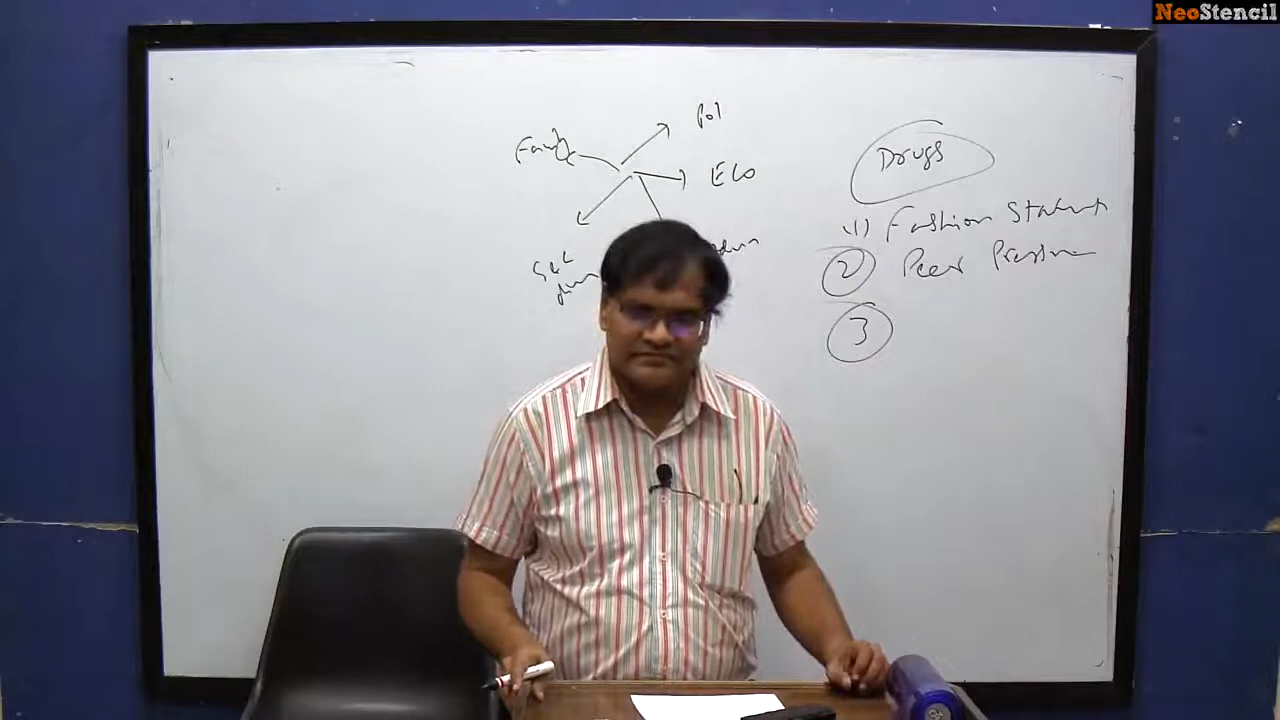 NeoStencil
Pol
Family
Eco
Drugs
(1) Fashion Statement
(2) Peer Pressure
(3)